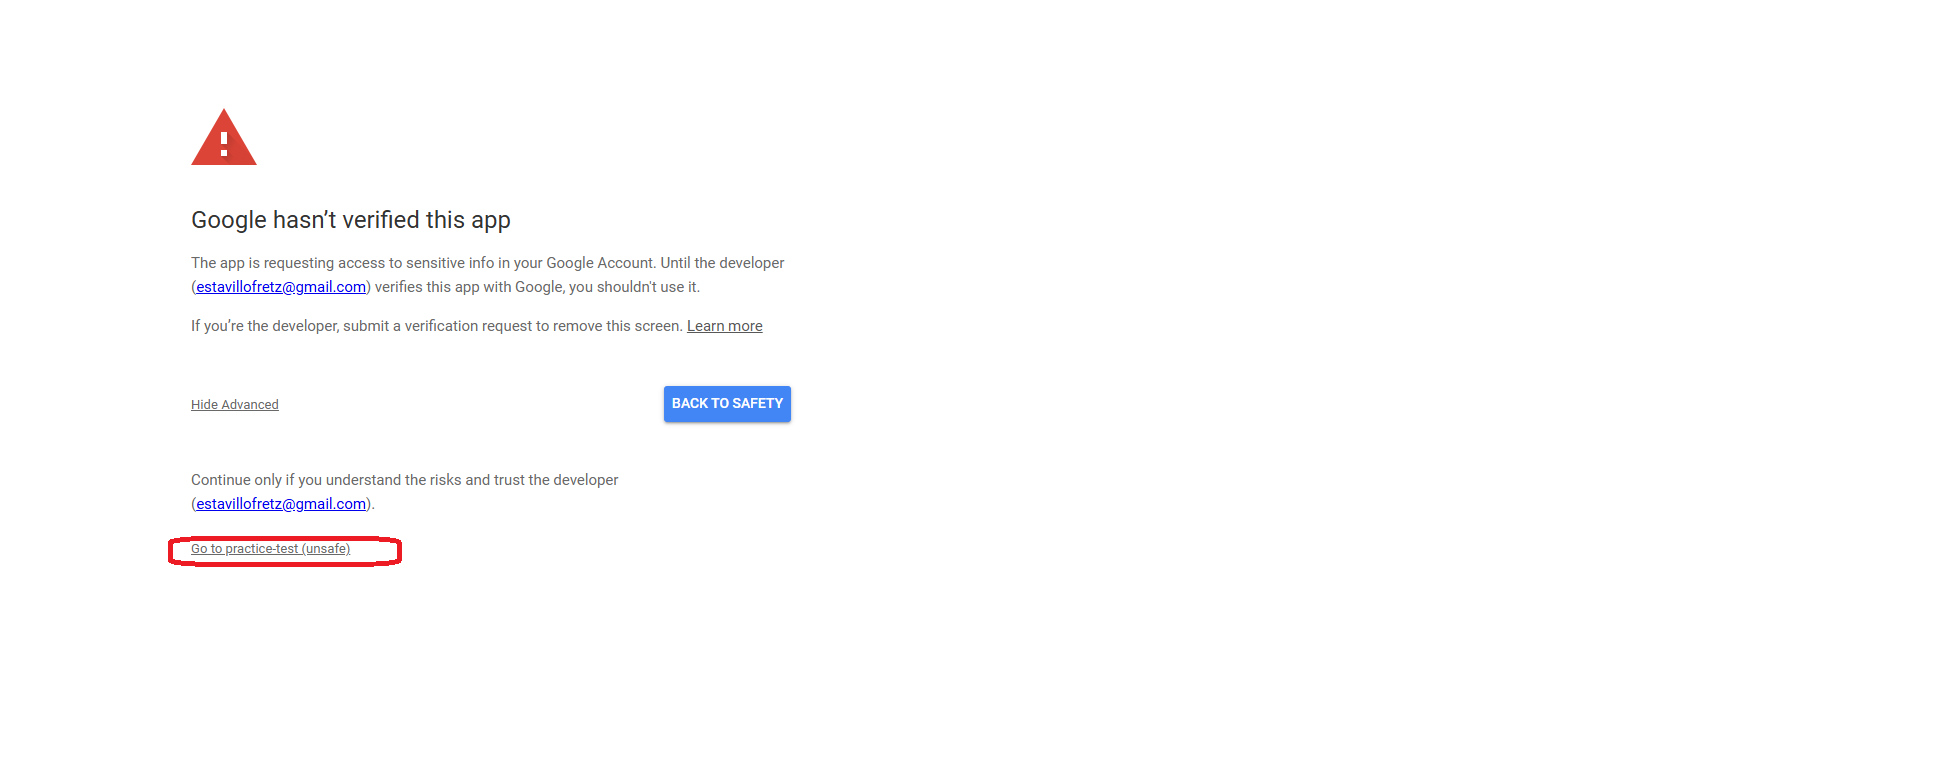 Google hasn’t verified this app
The app is requesting access to sensitive info in your Google Account. Until the developer
(estavillofretz@gmail.com) verifies this app with Google, you shouldn't use it.
If you’re the developer, submit a verification request to remove this screen. Learn more
Hide Advanced
BACK TO SAFETY
Continue only if you understand the risks and trust the developer
(estavillofretz@gmail.com).
Go to practice-test (unsafe)